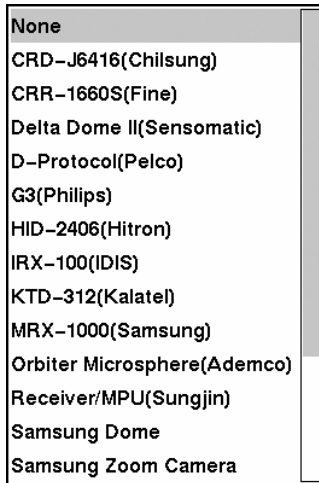 None
CRD-J6416(Chilsung)
CRR-1660S(Fine)
Delta Dome II(Sensomatic)
D-Protocol(Pelco)
G3(Philips)
HID-2406(Hitron)
IRX-100(IDIS)
KTD-312(Kalatel)
MRX-1000(Samsung)
Orbiter Microsphere(Ademco)
Receiver/MPU(Sungjin)
Samsung Dome
Samsung Zoom Camera